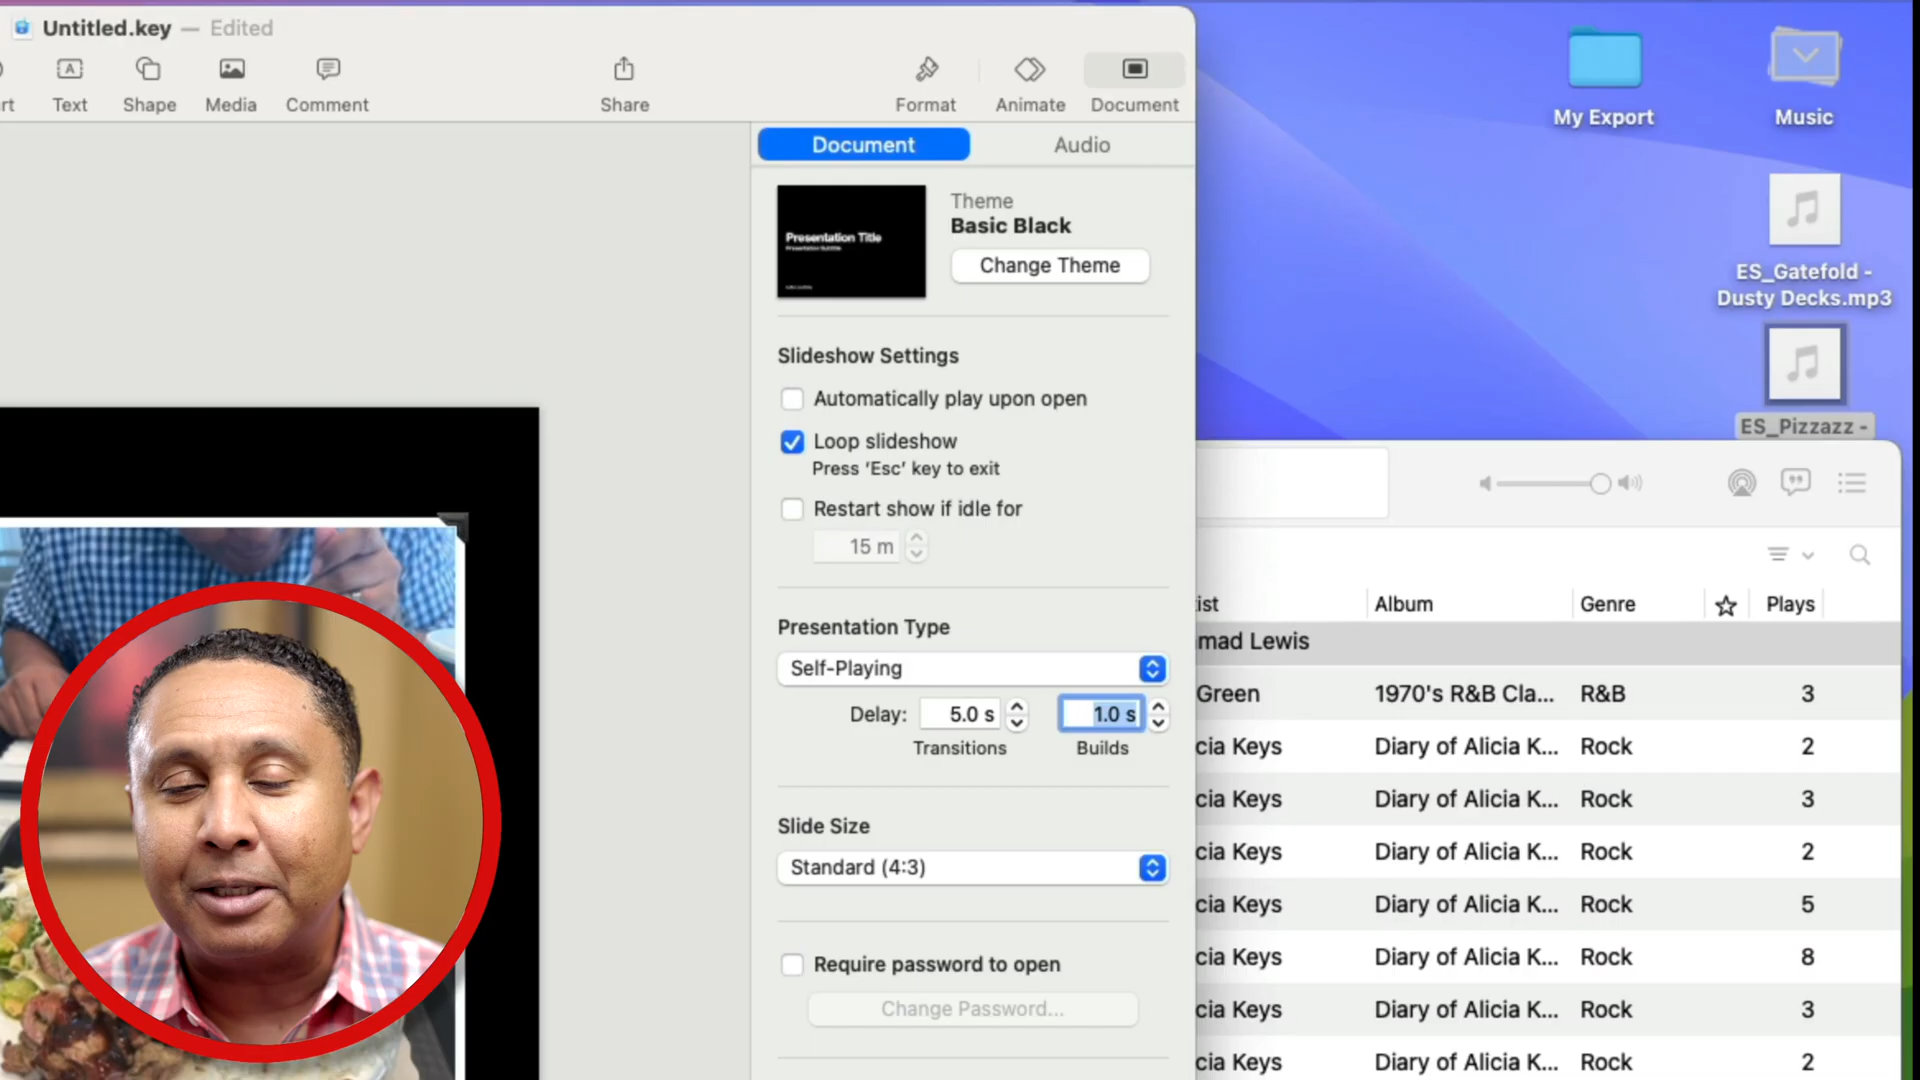 Untitled.key — Edited
rt
Text
Shape
Media
Comment
Share
Format
Animate
Document
My Export
Music
Document
Audio
Presentation Title
Theme
Basic Black
Change Theme
ES_Gatefold -
Dusty Decks.mp3
ES_Pizzazz -
Slideshow Settings
Automatically play upon open
Loop slideshow
Press ‘Esc’ key to exit
Restart show if idle for
15 m
Presentation Type
Self-Playing
Delay: 5.0 s 1.0 s
Transitions Builds
Slide Size
Standard (4:3)
Require password to open
Change Password...
ist Album Genre Plays
mad Lewis
Green 1970's R&B Cla... R&B 3
cia Keys Diary of Alicia K... Rock 2
cia Keys Diary of Alicia K... Rock 3
cia Keys Diary of Alicia K... Rock 2
cia Keys Diary of Alicia K... Rock 5
cia Keys Diary of Alicia K... Rock 8
cia Keys Diary of Alicia K... Rock 3
cia Keys Diary of Alicia K... Rock 2